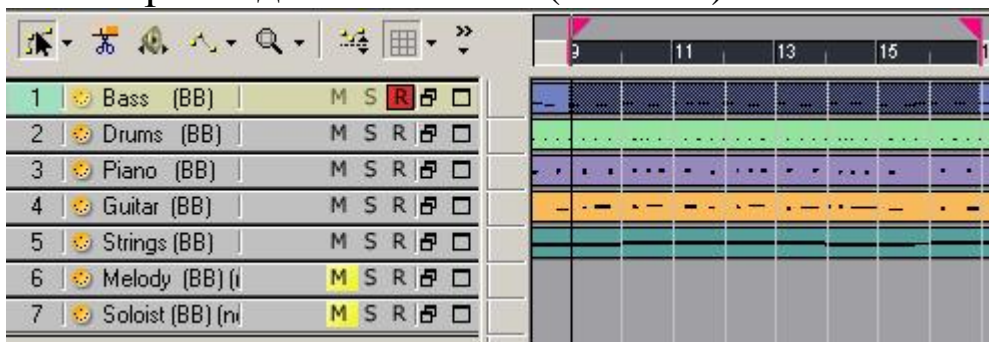 9 11 13 15
1 Bass (BB) M S R
2 Drums (BB) M S R
3 Piano (BB) M S R
4 Guitar (BB) M S R
5 Strings (BB) M S R
6 Melody (BB) ( M S R
7 Soloist (BB) (n M S R